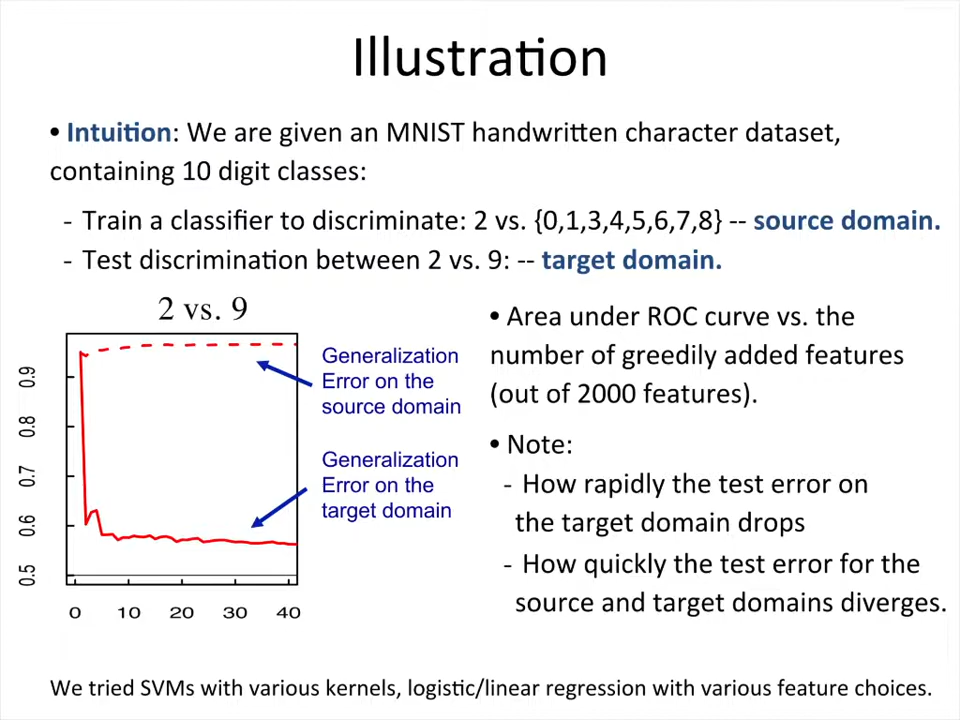 Illustration
• Intuition: We are given an MNIST handwritten character dataset,
containing 10 digit classes:
- Train a classifier to discriminate: 2 vs. {0,1,3,4,5,6,7,8} -- source domain.
- Test discrimination between 2 vs. 9: -- target domain.
2 vs. 9
0.9
0.8
0.7
0.6
0.5
0 10 20 30 40
Generalization
Error on the
source domain
Generalization
Error on the
target domain
• Area under ROC curve vs. the
number of greedily added features
(out of 2000 features).
• Note:
- How rapidly the test error on
the target domain drops
- How quickly the test error for the
source and target domains diverges.
We tried SVMs with various kernels, logistic/linear regression with various feature choices.